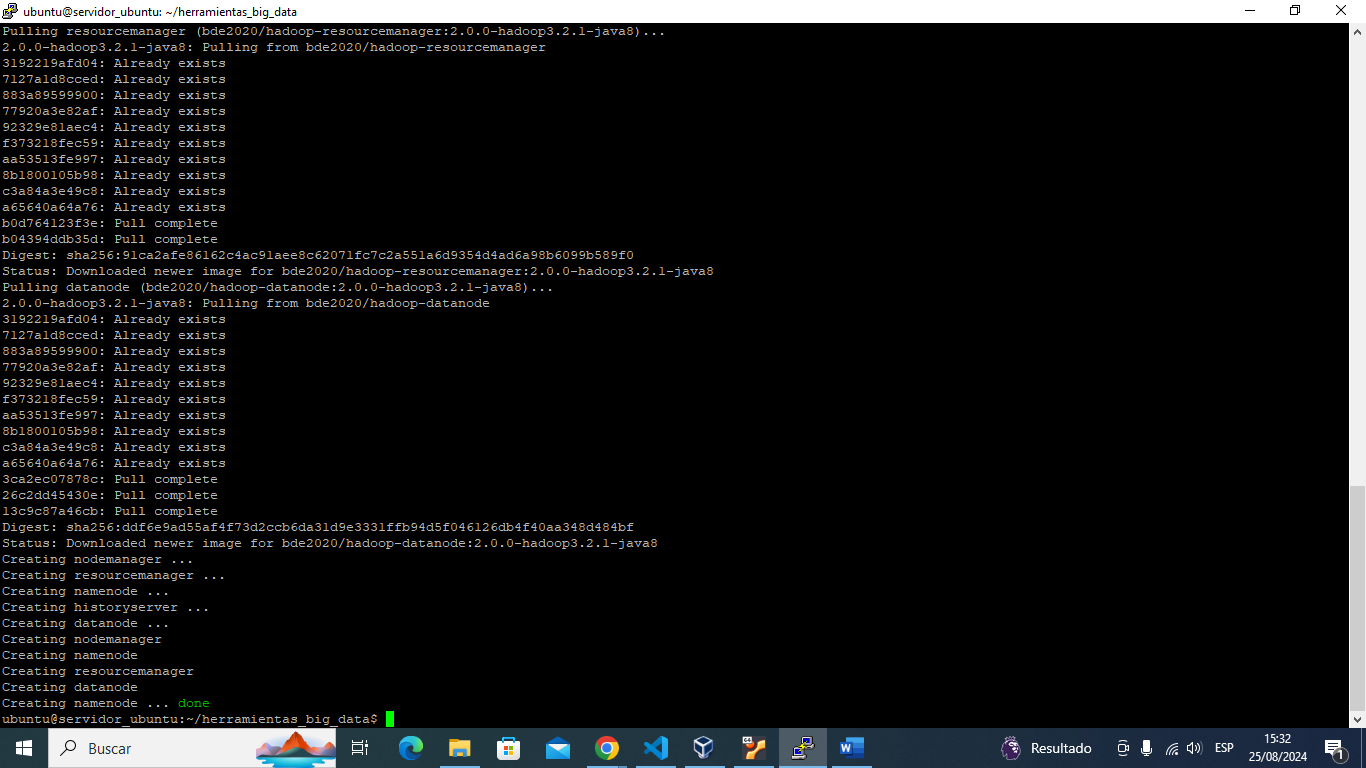 ubuntu@servidor_ubuntu: ~/herramientas_big_data
Pulling resourcemanager (bde2020/hadoop-resourcemanager:2.0.0-hadoop3.2.1-java8)...
2.0.0-hadoop3.2.1-java8: Pulling from bde2020/hadoop-resourcemanager
3192219afd04: Already exists
7127a1d8cced: Already exists
883a89599900: Already exists
77920a3e82af: Already exists
92329e81aec4: Already exists
f373218fec59: Already exists
aa53513fe997: Already exists
8b1800105b98: Already exists
c3a84a3e49c8: Already exists
a65640a64a76: Already exists
b0d764123f3e: Pull complete
b04394ddb35d: Pull complete
Digest: sha256:91ca2afe86162c4ac91aee8c62071fc7c2a551a6d9354d4ad6a98b6099b589f0
Status: Downloaded newer image for bde2020/hadoop-resourcemanager:2.0.0-hadoop3.2.1-java8
Pulling datanode (bde2020/hadoop-datanode:2.0.0-hadoop3.2.1-java8)...
2.0.0-hadoop3.2.1-java8: Pulling from bde2020/hadoop-datanode
3192219afd04: Already exists
7127a1d8cced: Already exists
883a89599900: Already exists
77920a3e82af: Already exists
92329e81aec4: Already exists
f373218fec59: Already exists
aa53513fe997: Already exists
8b1800105b98: Already exists
c3a84a3e49c8: Already exists
a65640a64a76: Already exists
3ca2ec07878c: Pull complete
26c2dd45430e: Pull complete
13c9c87a46cb: Pull complete
Digest: sha256:ddf6e9ad55af4f73d2ccb6da31d9e3331ffb94d5f046126db4f40aa348d484bf
Status: Downloaded newer image for bde2020/hadoop-datanode:2.0.0-hadoop3.2.1-java8
Creating nodemanager ...
Creating resourcemanager ...
Creating namenode ...
Creating historyserver ...
Creating datanode ...
Creating nodemanager
Creating namenode
Creating resourcemanager
Creating datanode
Creating namenode ... done
ubuntu@servidor_ubuntu:~/herramientas_big_data$
Buscar
64
Resultado
ESP
15:32
25/08/2024
1